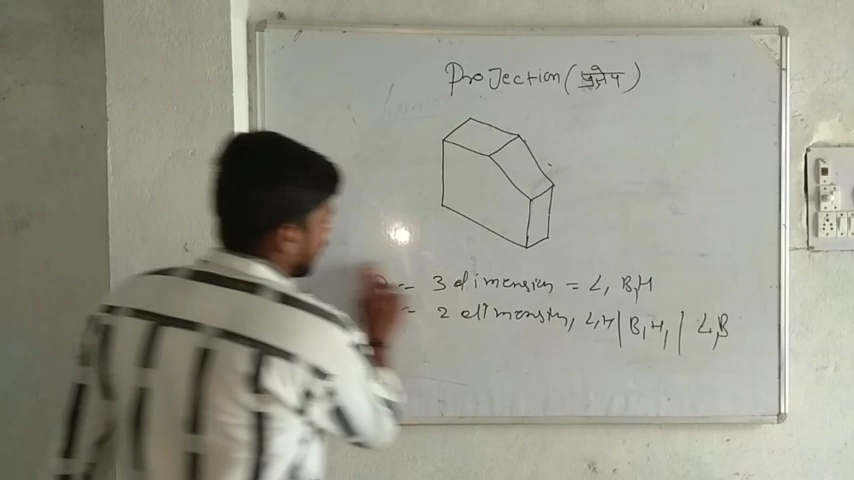 Projection (प्रक्षेप)
= 3 dimension = L, B,H
= 2 dimension, L,H | B,H, | L,B